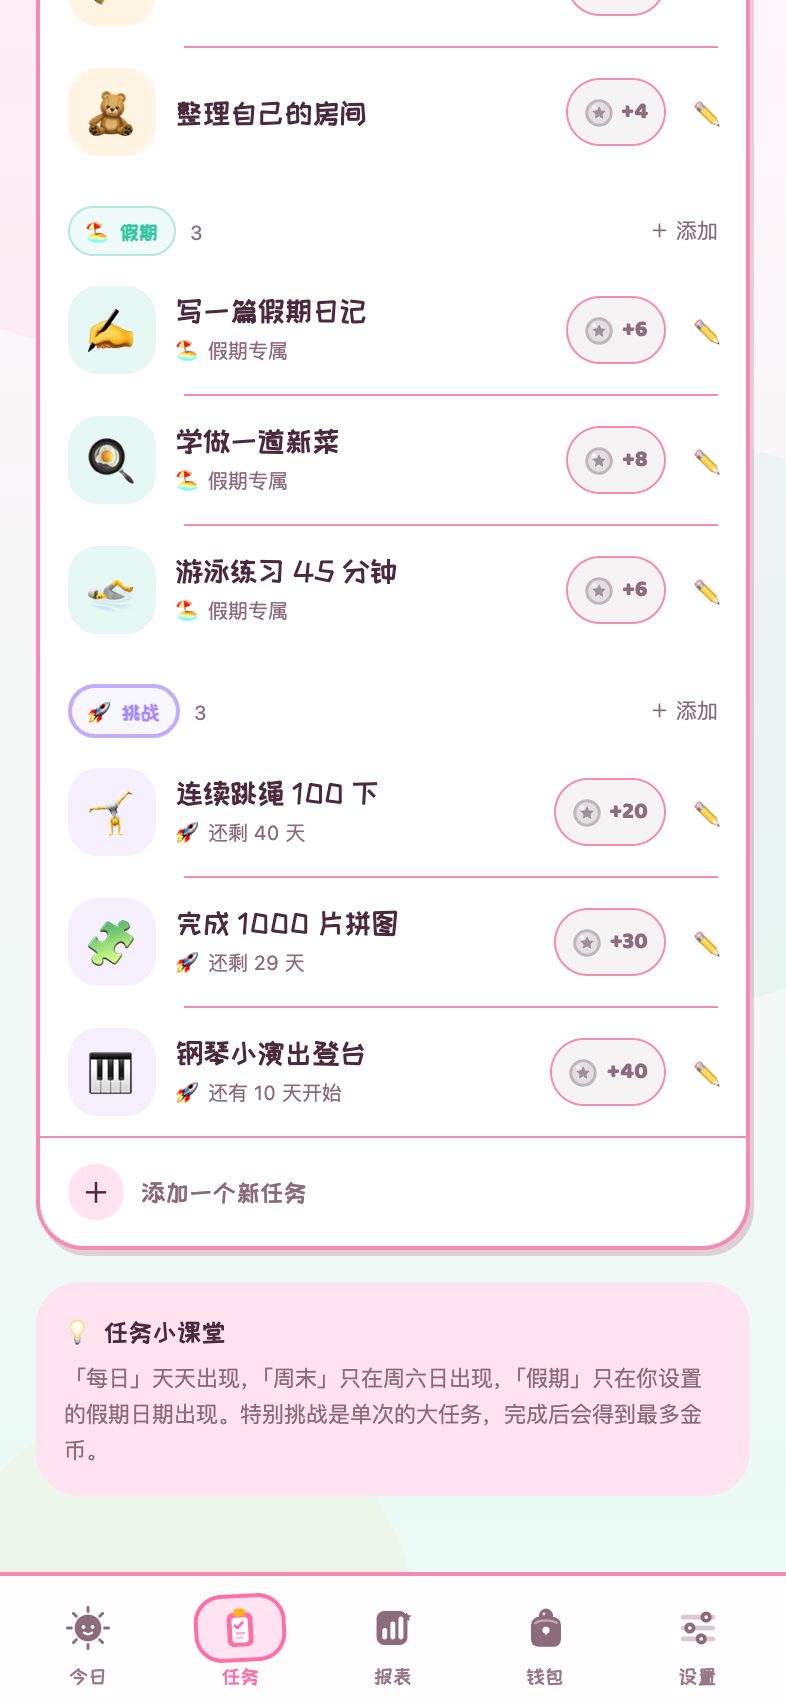 整理自己的房间
+4
假期
3
+ 添加
写一篇假期日记
假期专属
+6
学做一道新菜
假期专属
+8
游泳练习 45 分钟
假期专属
+6
挑战
3
+ 添加
连续跳绳 100 下
还剩 40 天
+20
完成 1000 片拼图
还剩 29 天
+30
钢琴小演出登台
还有 10 天开始
+40
+ 添加一个新任务
任务小课堂
「每日」天天出现，「周末」只在周六日出现，「假期」只在你设置
的假期日期出现。特别挑战是单次的大任务，完成后会得到最多金
币。
今日
任务
报表
钱包
设置